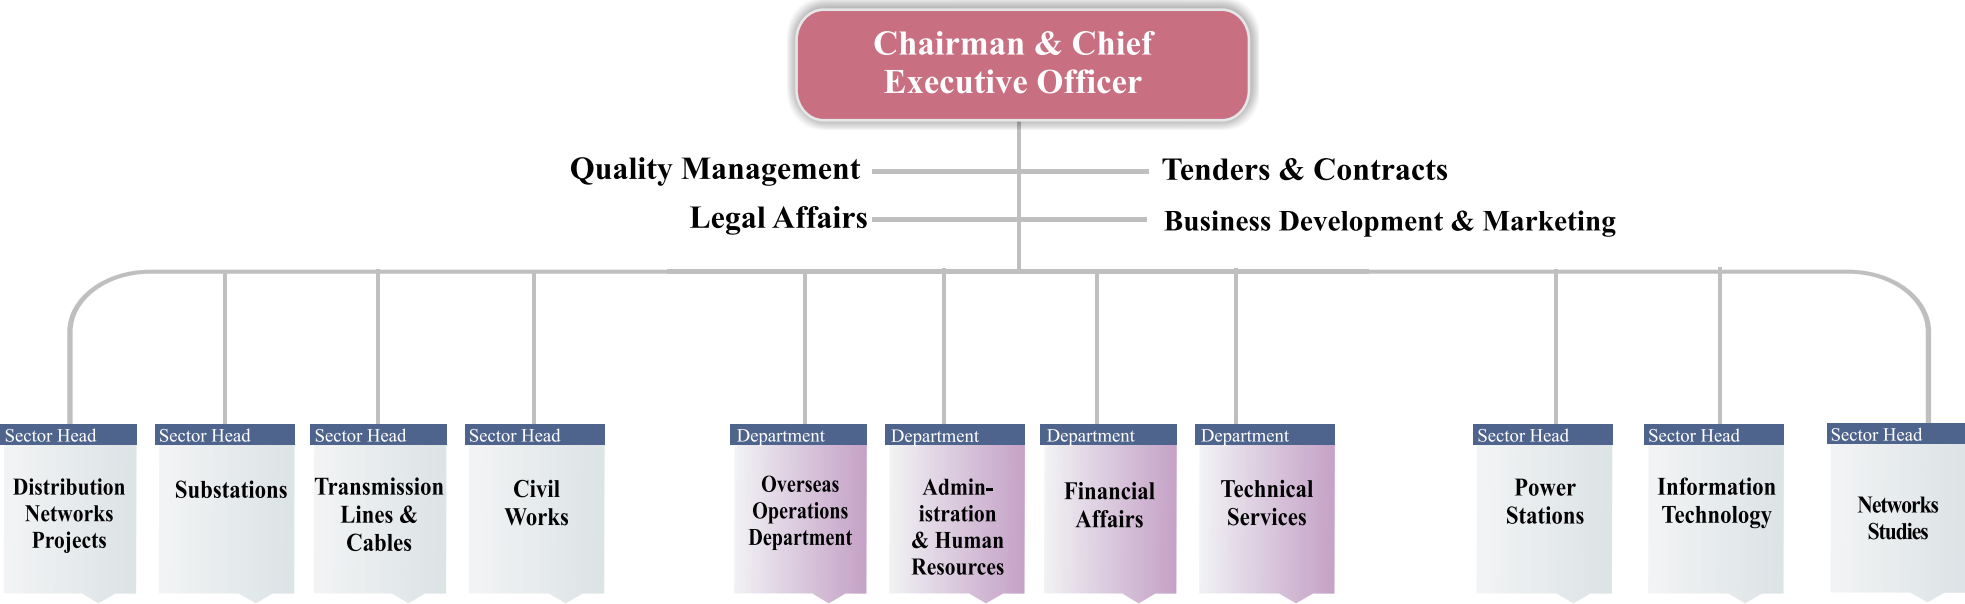 Chairman & Chief
Executive Officer
Quality Management
Tenders & Contracts
Legal Affairs
Business Development & Marketing
Sector Head
Distribution
Networks
Projects
Sector Head
Substations
Sector Head
Transmission
Lines &
Cables
Sector Head
Civil
Works
Department
Overseas
Operations
Department
Department
Admin-
istration
& Human
Resources
Department
Financial
Affairs
Department
Technical
Services
Sector Head
Power
Stations
Sector Head
Information
Technology
Sector Head
Networks
Studies